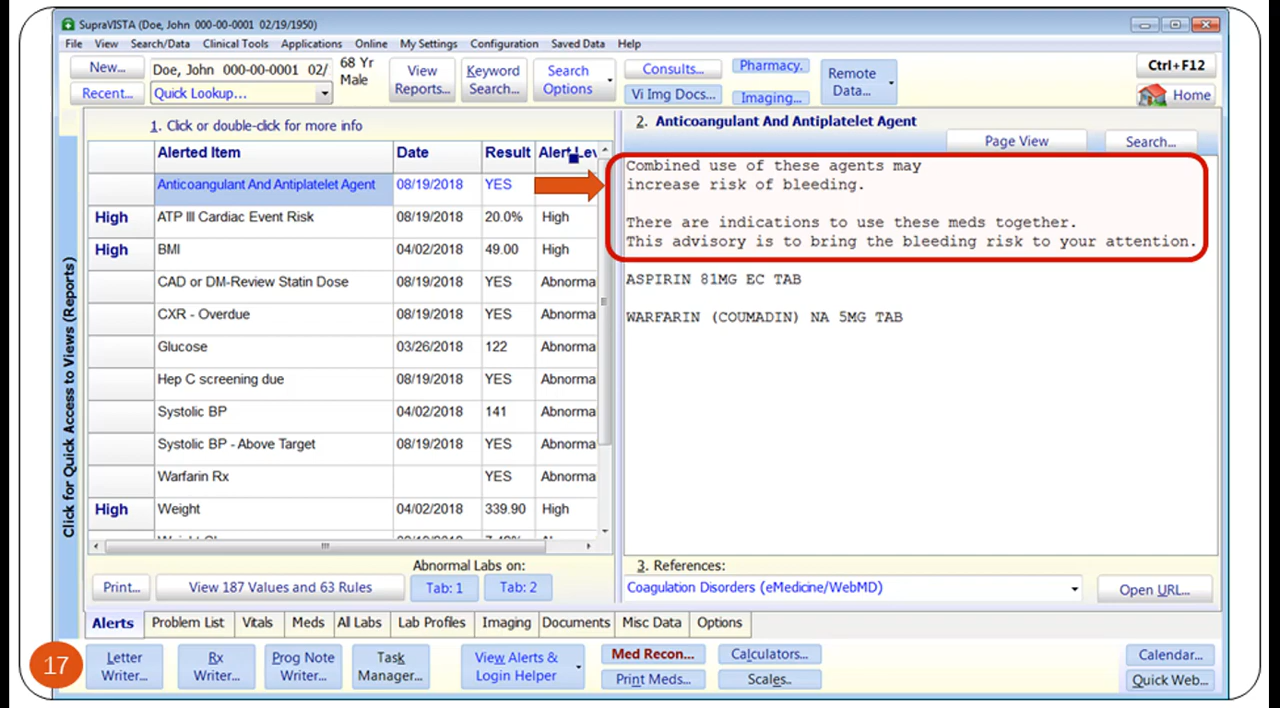 SupraVISTA (Doe, John 000-00-0001 02/19/1950)
File View Search/Data Clinical Tools Applications Online My Settings Configuration Saved Data Help
New... Doe, John 000-00-0001 02/ 68 Yr Male
Recent... Quick Lookup...
View Reports...
Keyword Search...
Search Options
Consults...
Vi Img Docs...
Pharmacy.
Imaging...
Remote Data...
Ctrl+F12
Home
Click for Quick Access to Views (Reports)
1. Click or double-click for more info
Alerted Item Date Result Alert Lev
Anticoangulant And Antiplatelet Agent 08/19/2018 YES
High ATP III Cardiac Event Risk 08/19/2018 20.0% High
High BMI 04/02/2018 49.00 High
CAD or DM-Review Statin Dose 08/19/2018 YES Abnorma
CXR - Overdue 08/19/2018 YES Abnorma
Glucose 03/26/2018 122 Abnorma
Hep C screening due 08/19/2018 YES Abnorma
Systolic BP 04/02/2018 141 Abnorma
Systolic BP - Above Target 08/19/2018 YES Abnorma
Warfarin Rx YES Abnorma
High Weight 04/02/2018 339.90 High
2. Anticoangulant And Antiplatelet Agent
Page View Search...
Combined use of these agents may
increase risk of bleeding.
There are indications to use these meds together.
This advisory is to bring the bleeding risk to your attention.
ASPIRIN 81MG EC TAB
WARFARIN (COUMADIN) NA 5MG TAB
Abnormal Labs on:
Print... View 187 Values and 63 Rules Tab: 1 Tab: 2
3. References:
Coagulation Disorders (eMedicine/WebMD) Open URL...
Alerts Problem List Vitals Meds All Labs Lab Profiles Imaging Documents Misc Data Options
17
Letter Writer...
Rx Writer...
Prog Note Writer...
Task Manager...
View Alerts & Login Helper
Med Recon...
Print Meds...
Calculators...
Scales..
Calendar...
Quick Web...